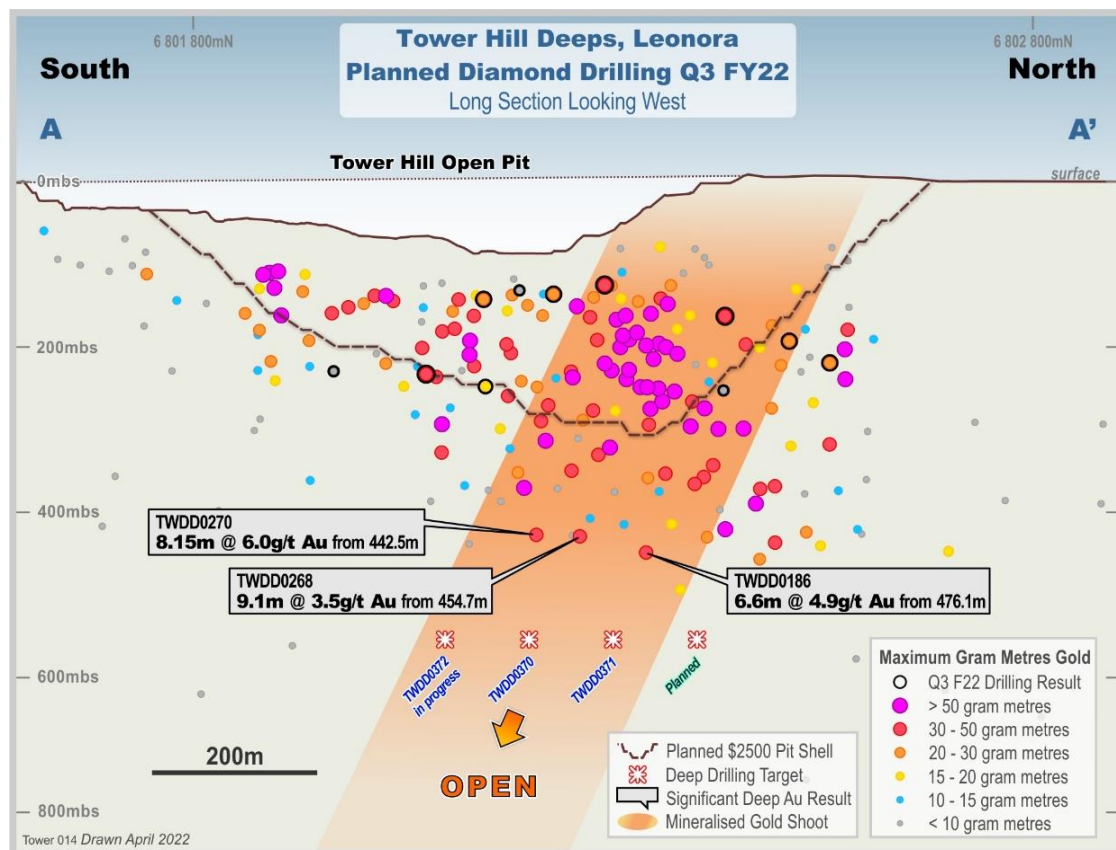 6 801 800mN
6 802 800mN
Tower Hill Deeps, Leonora
Planned Diamond Drilling Q3 FY22
Long Section Looking West
South
North
A
A'
Tower Hill Open Pit
0mbs
surface
200mbs
400mbs
TWDD0270
8.15m @ 6.0g/t Au from 442.5m
TWDD0268
9.1m @ 3.5g/t Au from 454.7m
TWDD0186
6.6m @ 4.9g/t Au from 476.1m
600mbs
TWDD0372
in progress
TWDD0370
TWDD0371
Planned
OPEN
200m
800mbs
Planned $2500 Pit Shell
Deep Drilling Target
Significant Deep Au Result
Mineralised Gold Shoot
Maximum Gram Metres Gold
Q3 F22 Drilling Result
> 50 gram metres
30 - 50 gram metres
20 - 30 gram metres
15 - 20 gram metres
10 - 15 gram metres
< 10 gram metres
Tower 014 Drawn April 2022